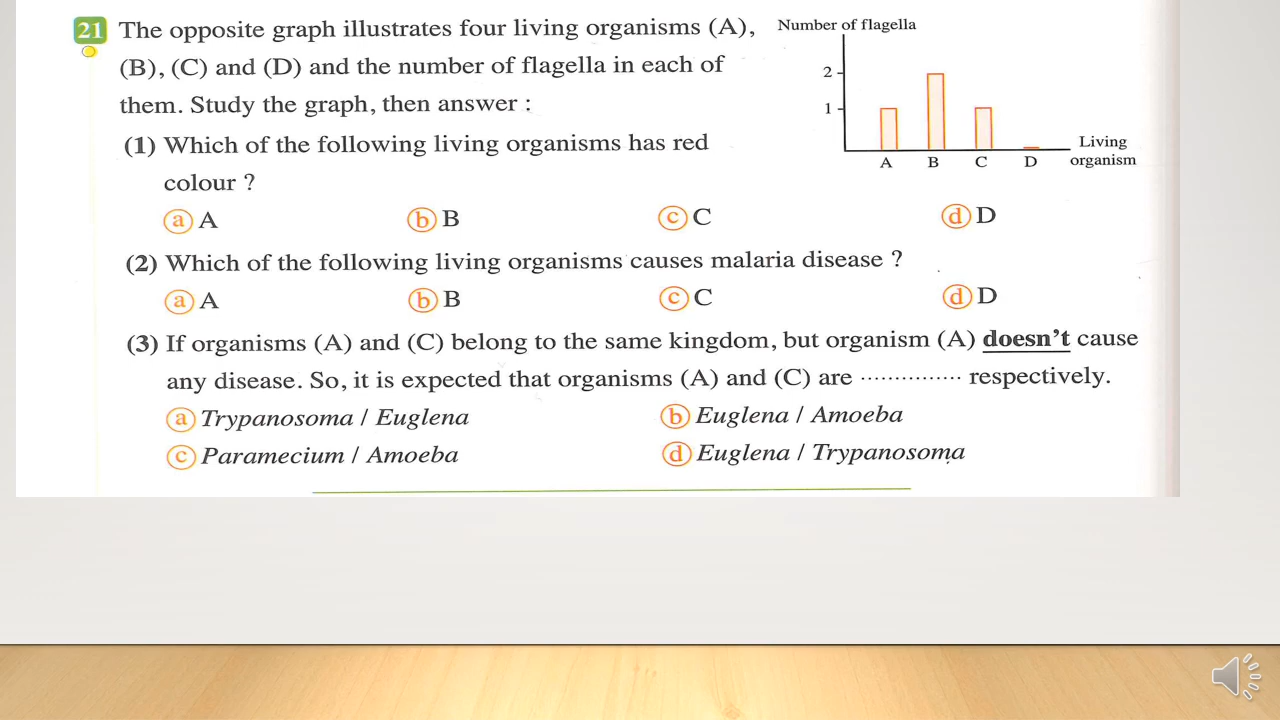 21 The opposite graph illustrates four living organisms (A),
(B), (C) and (D) and the number of flagella in each of
them. Study the graph, then answer :
Number of flagella
2
1
A B C D
Living
organism
(1) Which of the following living organisms has red
colour ?
a A b B c C d D
(2) Which of the following living organisms causes malaria disease ?
a A b B c C d D
(3) If organisms (A) and (C) belong to the same kingdom, but organism (A) doesn't cause
any disease. So, it is expected that organisms (A) and (C) are ............... respectively.
a Trypanosoma / Euglena b Euglena / Amoeba
c Paramecium / Amoeba d Euglena / Trypanosoma